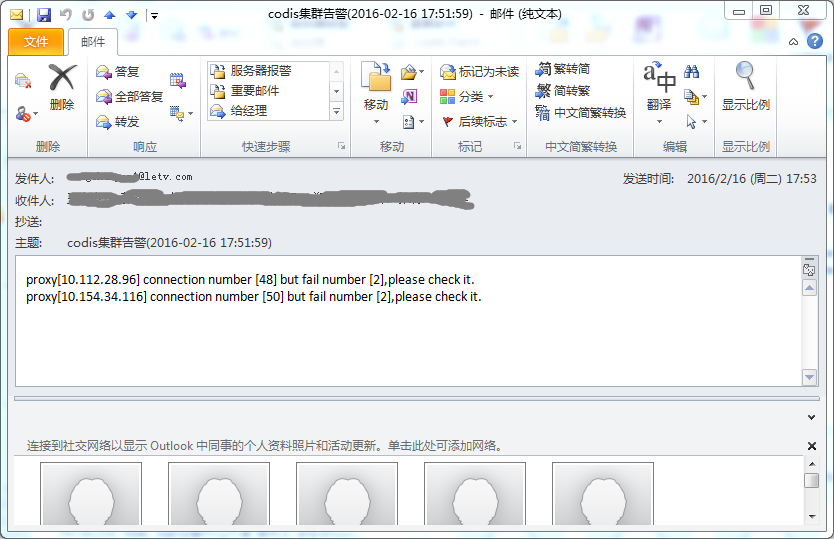 codis集群告警(2016-02-16 17:51:59) - 邮件 (纯文本)
文件
邮件
删除
删除
答复
全部答复
转发
响应
服务器报警
重要邮件
给经理
快速步骤
移动
移动
标记为未读
分类
后续标志
标记
繁转简
简转繁
中文简繁转换
中文简繁转换
翻译
编辑
显示比例
显示比例
发件人: @letv.com
发送时间: 2016/2/16 (周二) 17:53
收件人:
抄送:
主题: codis集群告警(2016-02-16 17:51:59)
proxy[10.112.28.96] connection number [48] but fail number [2],please check it.
proxy[10.154.34.116] connection number [50] but fail number [2],please check it.
连接到社交网络以显示 Outlook 中同事的个人资料照片和活动更新。单击此处可添加网络。